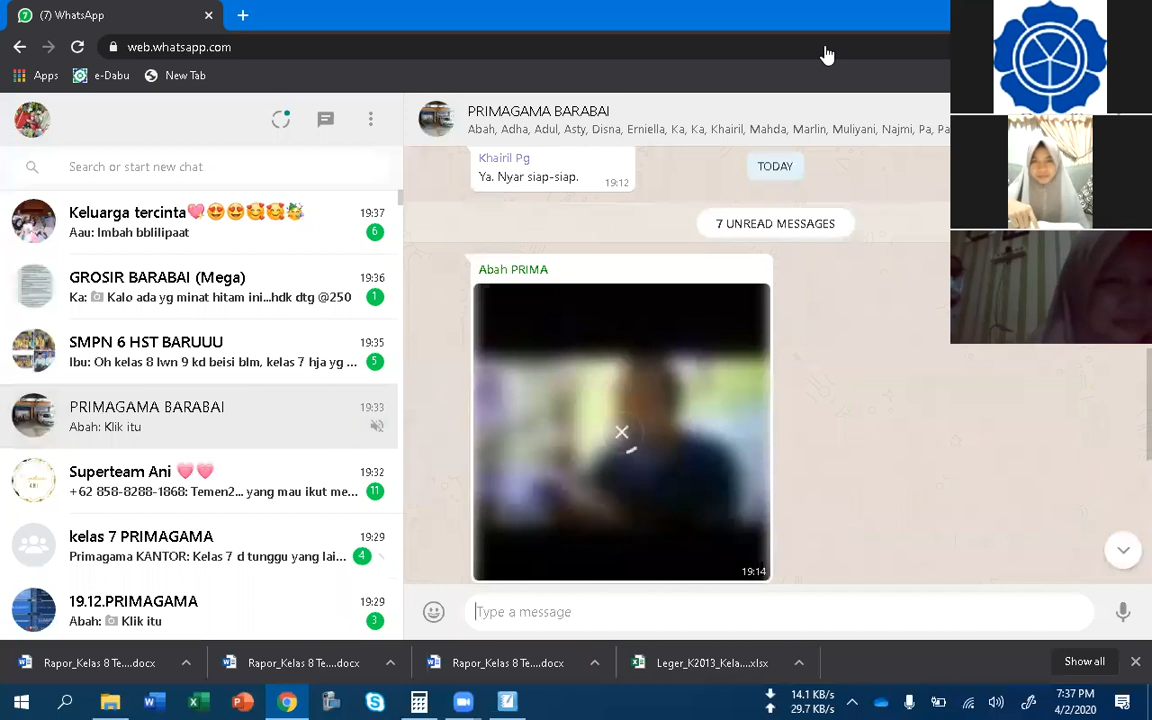 (7) WhatsApp
web.whatsapp.com
Apps e-Dabu New Tab
Search or start new chat
Keluarga tercinta💖😍😍🥰🥰💐 19:37
Aau: Imbah bblilipaat 6
GROSIR BARABAI (Mega) 19:36
Ka: Kalo ada yg minat hitam ini...hdk dtg @250 1
SMPN 6 HST BARUUU 19:35
Ibu: Oh kelas 8 lwn 9 kd beisi blm, kelas 7 hja yg ... 5
PRIMAGAMA BARABAI 19:33
Abah: Klik itu
Superteam Ani 💗💗 19:32
+62 858-8288-1868: Temen2... yang mau ikut me... 11
kelas 7 PRIMAGAMA 19:29
Primagama KANTOR: Kelas 7 d tunggu yang lai... 4
19.12.PRIMAGAMA 19:29
Abah: Klik itu 3
PRIMAGAMA BARABAI
Abah, Adha, Adul, Asty, Disna, Erniella, Ka, Ka, Khairil, Mahda, Marlin, Muliyani, Najmi, Pa, Pa
Khairil Pg
Ya. Nyar siap-siap. 19:12
TODAY
7 UNREAD MESSAGES
Abah PRIMA
19:14
Type a message
Rapor_Kelas 8 Te....docx Rapor_Kelas 8 Te....docx Rapor_Kelas 8 Te....docx Leger_K2013_Kela....xlsx Show all
14.1 KB/s
29.7 KB/s
7:37 PM
4/2/2020